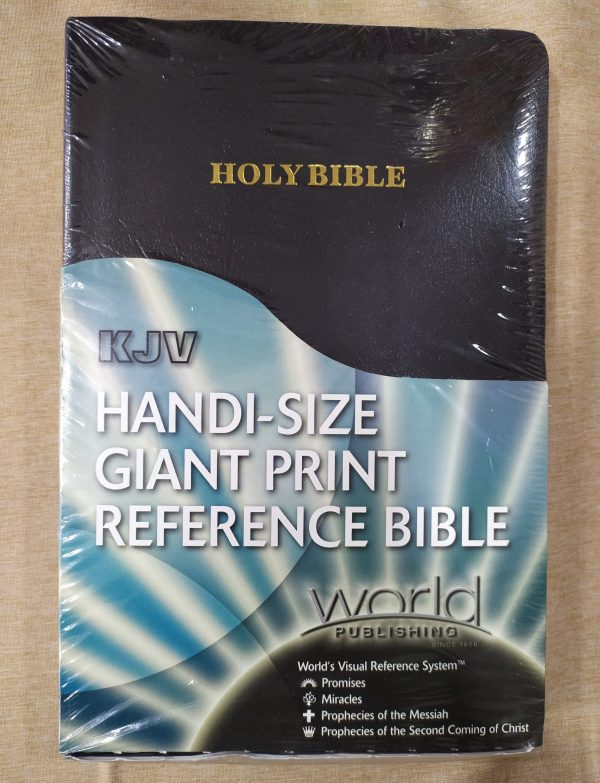 HOLY BIBLE
KJV
HANDI-SIZE
GIANT PRINT
REFERENCE BIBLE
world
PUBLISHING
SINCE 1928
World's Visual Reference System™
Promises
Miracles
Prophecies of the Messiah
Prophecies of the Second Coming of Christ